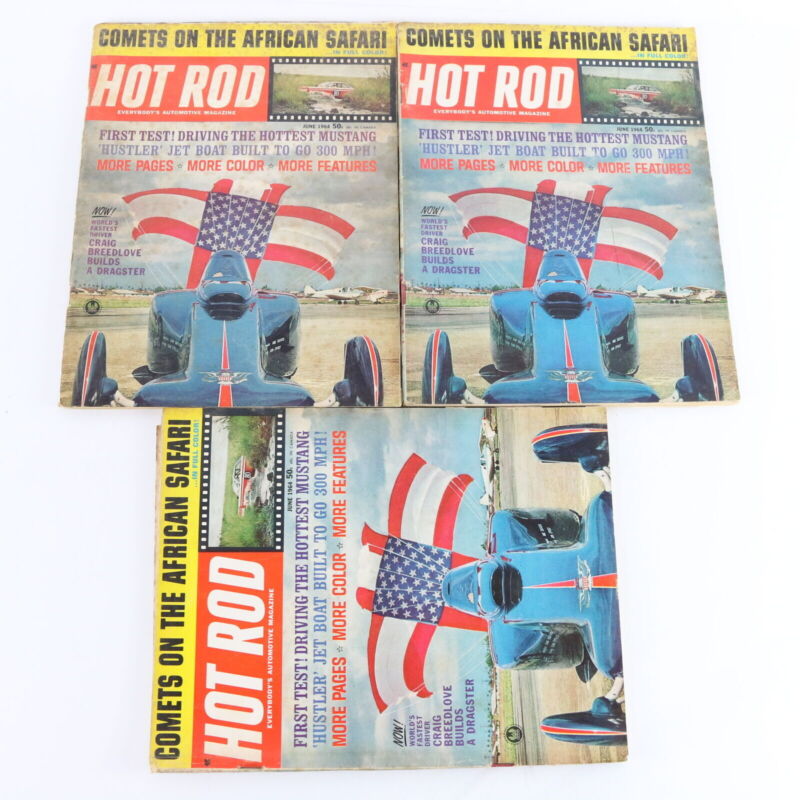 COMETS ON THE AFRICAN SAFARI
...IN FULL COLOR!
HOT ROD
EVERYBODY'S AUTOMOTIVE MAGAZINE
JUNE 1964 50c
FIRST TEST! DRIVING THE HOTTEST MUSTANG
'HUSTLER' JET BOAT BUILT TO GO 300 MPH!
MORE PAGES ☆ MORE COLOR ☆ MORE FEATURES
NOW!
WORLD'S
FASTEST
DRIVER
CRAIG
BREEDLOVE
BUILDS
A DRAGSTER
COMETS ON THE AFRICAN SAFARI
...IN FULL COLOR!
HOT ROD
EVERYBODY'S AUTOMOTIVE MAGAZINE
JUNE 1964 50c
FIRST TEST! DRIVING THE HOTTEST MUSTANG
'HUSTLER' JET BOAT BUILT TO GO 300 MPH!
MORE PAGES ☆ MORE COLOR ☆ MORE FEATURES
NOW!
WORLD'S
FASTEST
DRIVER
CRAIG
BREEDLOVE
BUILDS
A DRAGSTER
COMETS ON THE AFRICAN SAFARI
...IN FULL COLOR!
HOT ROD
EVERYBODY'S AUTOMOTIVE MAGAZINE
JUNE 1964 50c
FIRST TEST! DRIVING THE HOTTEST MUSTANG
'HUSTLER' JET BOAT BUILT TO GO 300 MPH!
MORE PAGES ☆ MORE COLOR ☆ MORE FEATURES
NOW!
WORLD'S
FASTEST
DRIVER
CRAIG
BREEDLOVE
BUILDS
A DRAGSTER